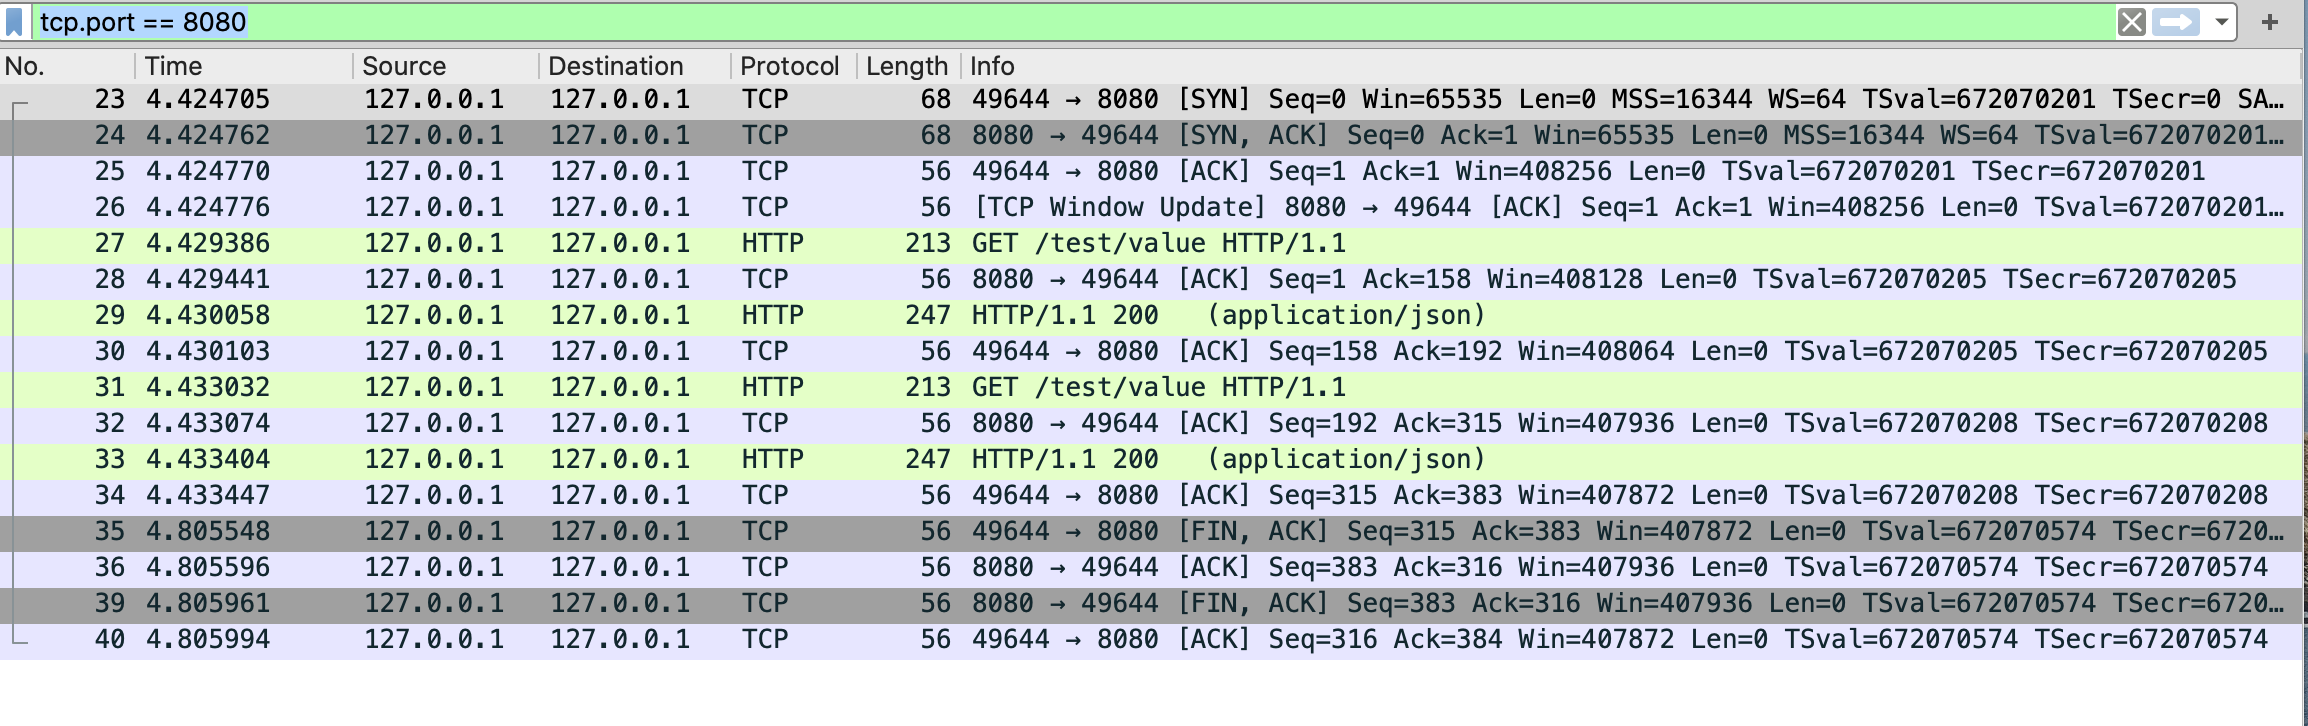 tcp.port == 8080
No. Time Source Destination Protocol Length Info
23 4.424705 127.0.0.1 127.0.0.1 TCP 68 49644 → 8080 [SYN] Seq=0 Win=65535 Len=0 MSS=16344 WS=64 TSval=672070201 TSecr=0 SA…
24 4.424762 127.0.0.1 127.0.0.1 TCP 68 8080 → 49644 [SYN, ACK] Seq=0 Ack=1 Win=65535 Len=0 MSS=16344 WS=64 TSval=672070201…
25 4.424770 127.0.0.1 127.0.0.1 TCP 56 49644 → 8080 [ACK] Seq=1 Ack=1 Win=408256 Len=0 TSval=672070201 TSecr=672070201
26 4.424776 127.0.0.1 127.0.0.1 TCP 56 [TCP Window Update] 8080 → 49644 [ACK] Seq=1 Ack=1 Win=408256 Len=0 TSval=672070201…
27 4.429386 127.0.0.1 127.0.0.1 HTTP 213 GET /test/value HTTP/1.1
28 4.429441 127.0.0.1 127.0.0.1 TCP 56 8080 → 49644 [ACK] Seq=1 Ack=158 Win=408128 Len=0 TSval=672070205 TSecr=672070205
29 4.430058 127.0.0.1 127.0.0.1 HTTP 247 HTTP/1.1 200 (application/json)
30 4.430103 127.0.0.1 127.0.0.1 TCP 56 49644 → 8080 [ACK] Seq=158 Ack=192 Win=408064 Len=0 TSval=672070205 TSecr=672070205
31 4.433032 127.0.0.1 127.0.0.1 HTTP 213 GET /test/value HTTP/1.1
32 4.433074 127.0.0.1 127.0.0.1 TCP 56 8080 → 49644 [ACK] Seq=192 Ack=315 Win=407936 Len=0 TSval=672070208 TSecr=672070208
33 4.433404 127.0.0.1 127.0.0.1 HTTP 247 HTTP/1.1 200 (application/json)
34 4.433447 127.0.0.1 127.0.0.1 TCP 56 49644 → 8080 [ACK] Seq=315 Ack=383 Win=407872 Len=0 TSval=672070208 TSecr=672070208
35 4.805548 127.0.0.1 127.0.0.1 TCP 56 49644 → 8080 [FIN, ACK] Seq=315 Ack=383 Win=407872 Len=0 TSval=672070574 TSecr=6720…
36 4.805596 127.0.0.1 127.0.0.1 TCP 56 8080 → 49644 [ACK] Seq=383 Ack=316 Win=407936 Len=0 TSval=672070574 TSecr=672070574
39 4.805961 127.0.0.1 127.0.0.1 TCP 56 8080 → 49644 [FIN, ACK] Seq=383 Ack=316 Win=407936 Len=0 TSval=672070574 TSecr=6720…
40 4.805994 127.0.0.1 127.0.0.1 TCP 56 49644 → 8080 [ACK] Seq=316 Ack=384 Win=407872 Len=0 TSval=672070574 TSecr=672070574